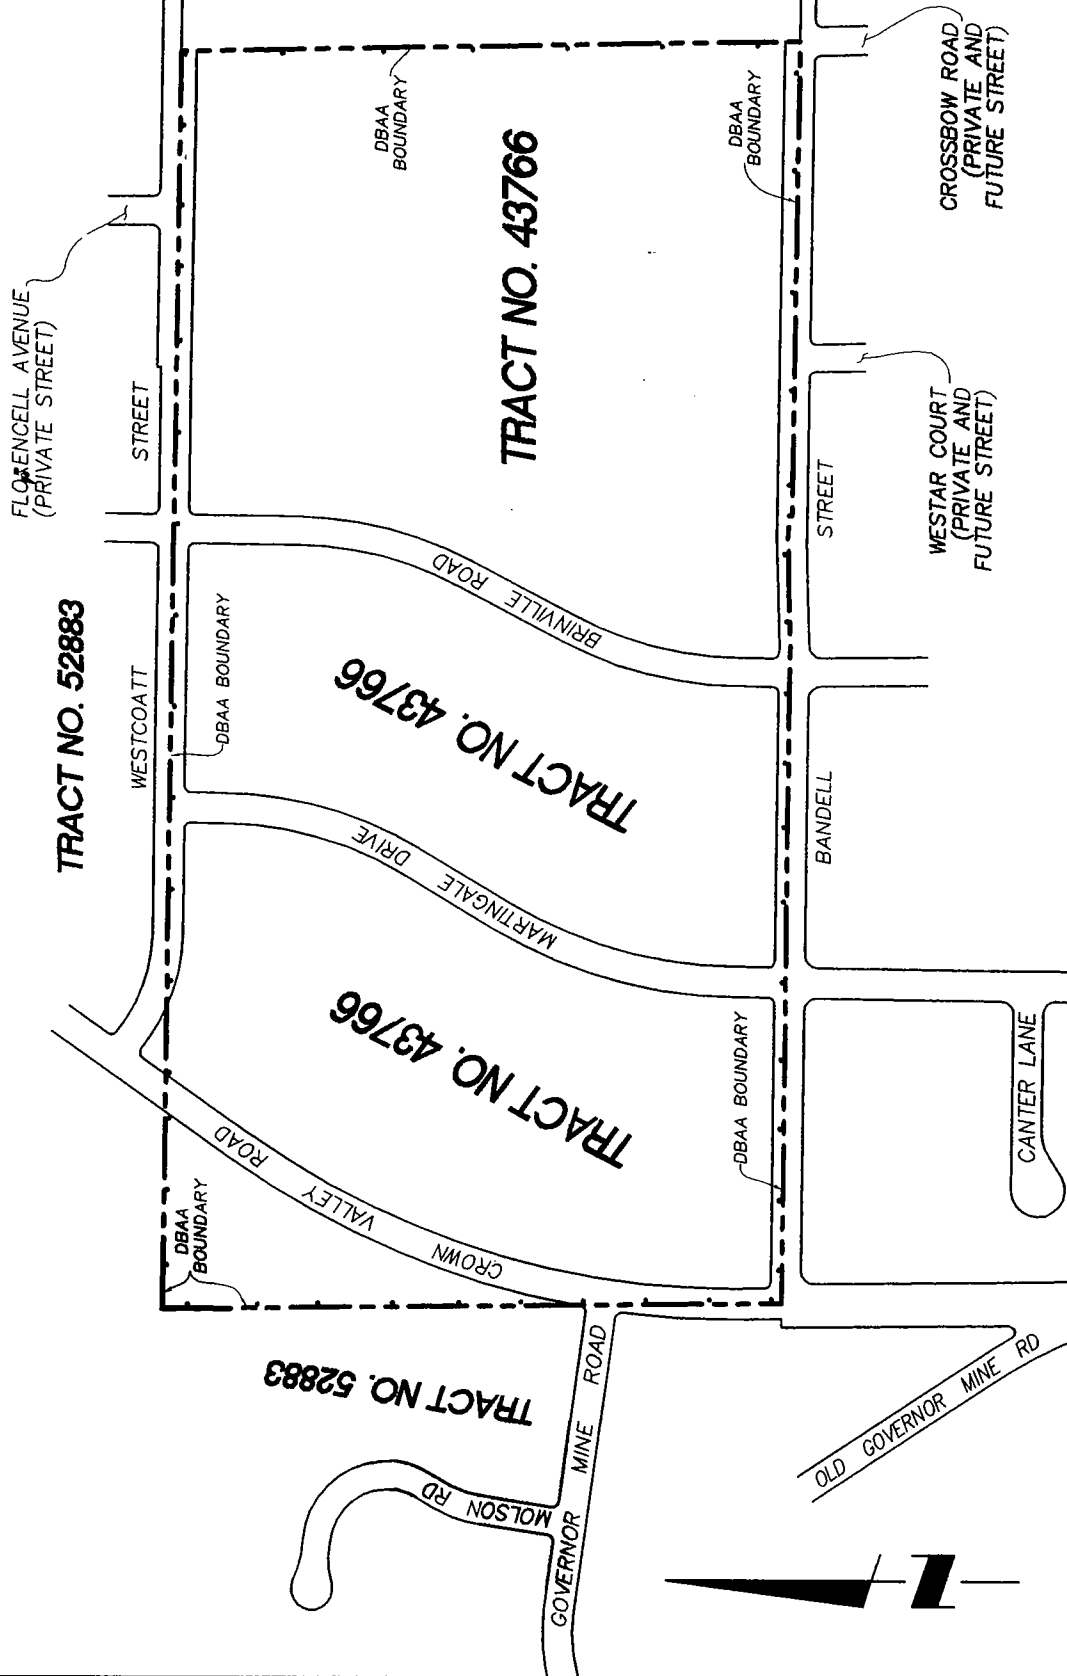 FLORENCELL AVENUE
(PRIVATE STREET)
TRACT NO. 52883
WESTCOATT
STREET
DBAA BOUNDARY
DBAA
BOUNDARY
DBAA
BOUNDARY
TRACT NO. 43766
BRINVILLE ROAD
TRACT NO. 43766
MARTINGALE DRIVE
TRACT NO. 43766
CROWN VALLEY ROAD
DBAA
BOUNDARY
DBAA BOUNDARY
BANDELL
STREET
WESTAR COURT
(PRIVATE AND
FUTURE STREET)
CROSSBOW ROAD
(PRIVATE AND
FUTURE STREET)
CANTER LANE
TRACT NO. 52883
MOLSON RD
GOVERNOR MINE ROAD
OLD GOVERNOR MINE RD
N